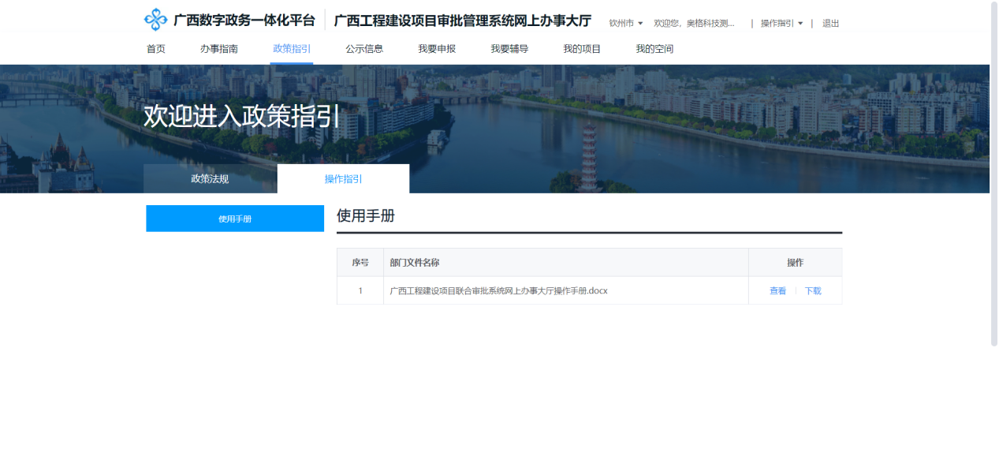 广西数字政务一体化平台 广西工程建设项目审批管理系统网上办事大厅 钦州市 欢迎您，奥格科技测... | 操作指引 | 退出
首页 办事指南 政策指引 公示信息 我要申报 我要辅导 我的项目 我的空间
欢迎进入政策指引
政策法规 操作指引
使用手册
使用手册
序号 部门文件名称 操作
1 广西工程建设项目联合审批系统网上办事大厅操作手册.docx 查看 下载